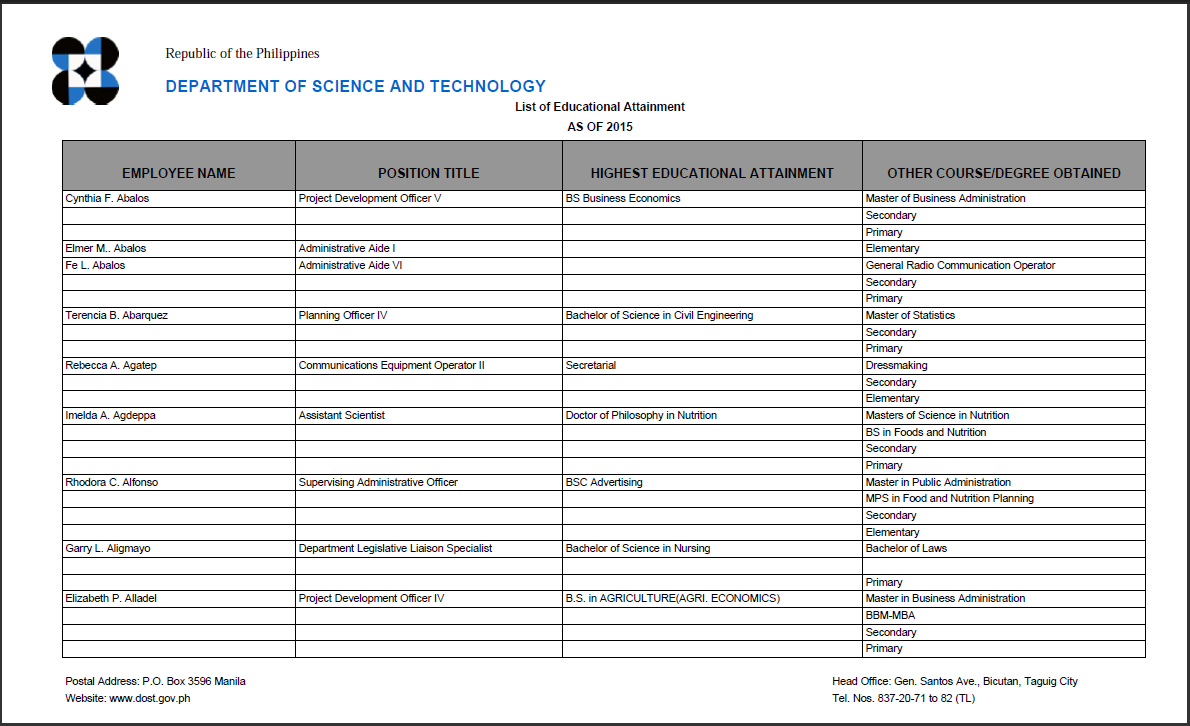 Republic of the Philippines
DEPARTMENT OF SCIENCE AND TECHNOLOGY
List of Educational Attainment
AS OF 2015
EMPLOYEE NAME POSITION TITLE HIGHEST EDUCATIONAL ATTAINMENT OTHER COURSE/DEGREE OBTAINED
Cynthia F. Abalos Project Development Officer V BS Business Economics Master of Business Administration
Secondary
Primary
Elmer M.. Abalos Administrative Aide I Elementary
Fe L. Abalos Administrative Aide VI General Radio Communication Operator
Secondary
Primary
Terencia B. Abarquez Planning Officer IV Bachelor of Science in Civil Engineering Master of Statistics
Secondary
Primary
Rebecca A. Agatep Communications Equipment Operator II Secretarial Dressmaking
Secondary
Elementary
Imelda A. Agdeppa Assistant Scientist Doctor of Philosophy in Nutrition Masters of Science in Nutrition
BS in Foods and Nutrition
Secondary
Primary
Rhodora C. Alfonso Supervising Administrative Officer BSC Advertising Master in Public Administration
MPS in Food and Nutrition Planning
Secondary
Elementary
Garry L. Aligmayo Department Legislative Liaison Specialist Bachelor of Science in Nursing Bachelor of Laws
Primary
Elizabeth P. Alladel Project Development Officer IV B.S. in AGRICULTURE(AGRI. ECONOMICS) Master in Business Administration
BBM-MBA
Secondary
Primary
Postal Address: P.O. Box 3596 Manila Head Office: Gen. Santos Ave., Bicutan, Taguig City
Website: www.dost.gov.ph Tel. Nos. 837-20-71 to 82 (TL)